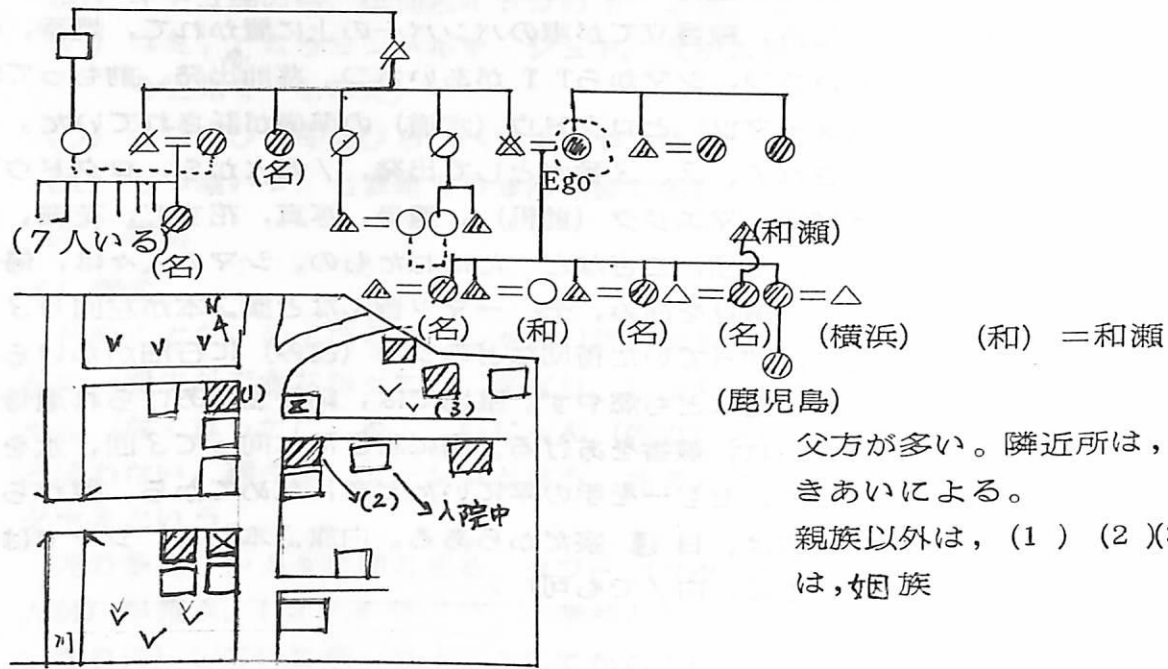 (名)
Ego
(7人いる)
(名)
(和瀬)
(名) (和) (名) (名) (横浜) (和) =和瀬
(鹿児島)
(1)
(3)
(2)
入院中
川
父方が多い。隣近所は,
きあいによる。
親族以外は, (1) (2)(3
は,姻族